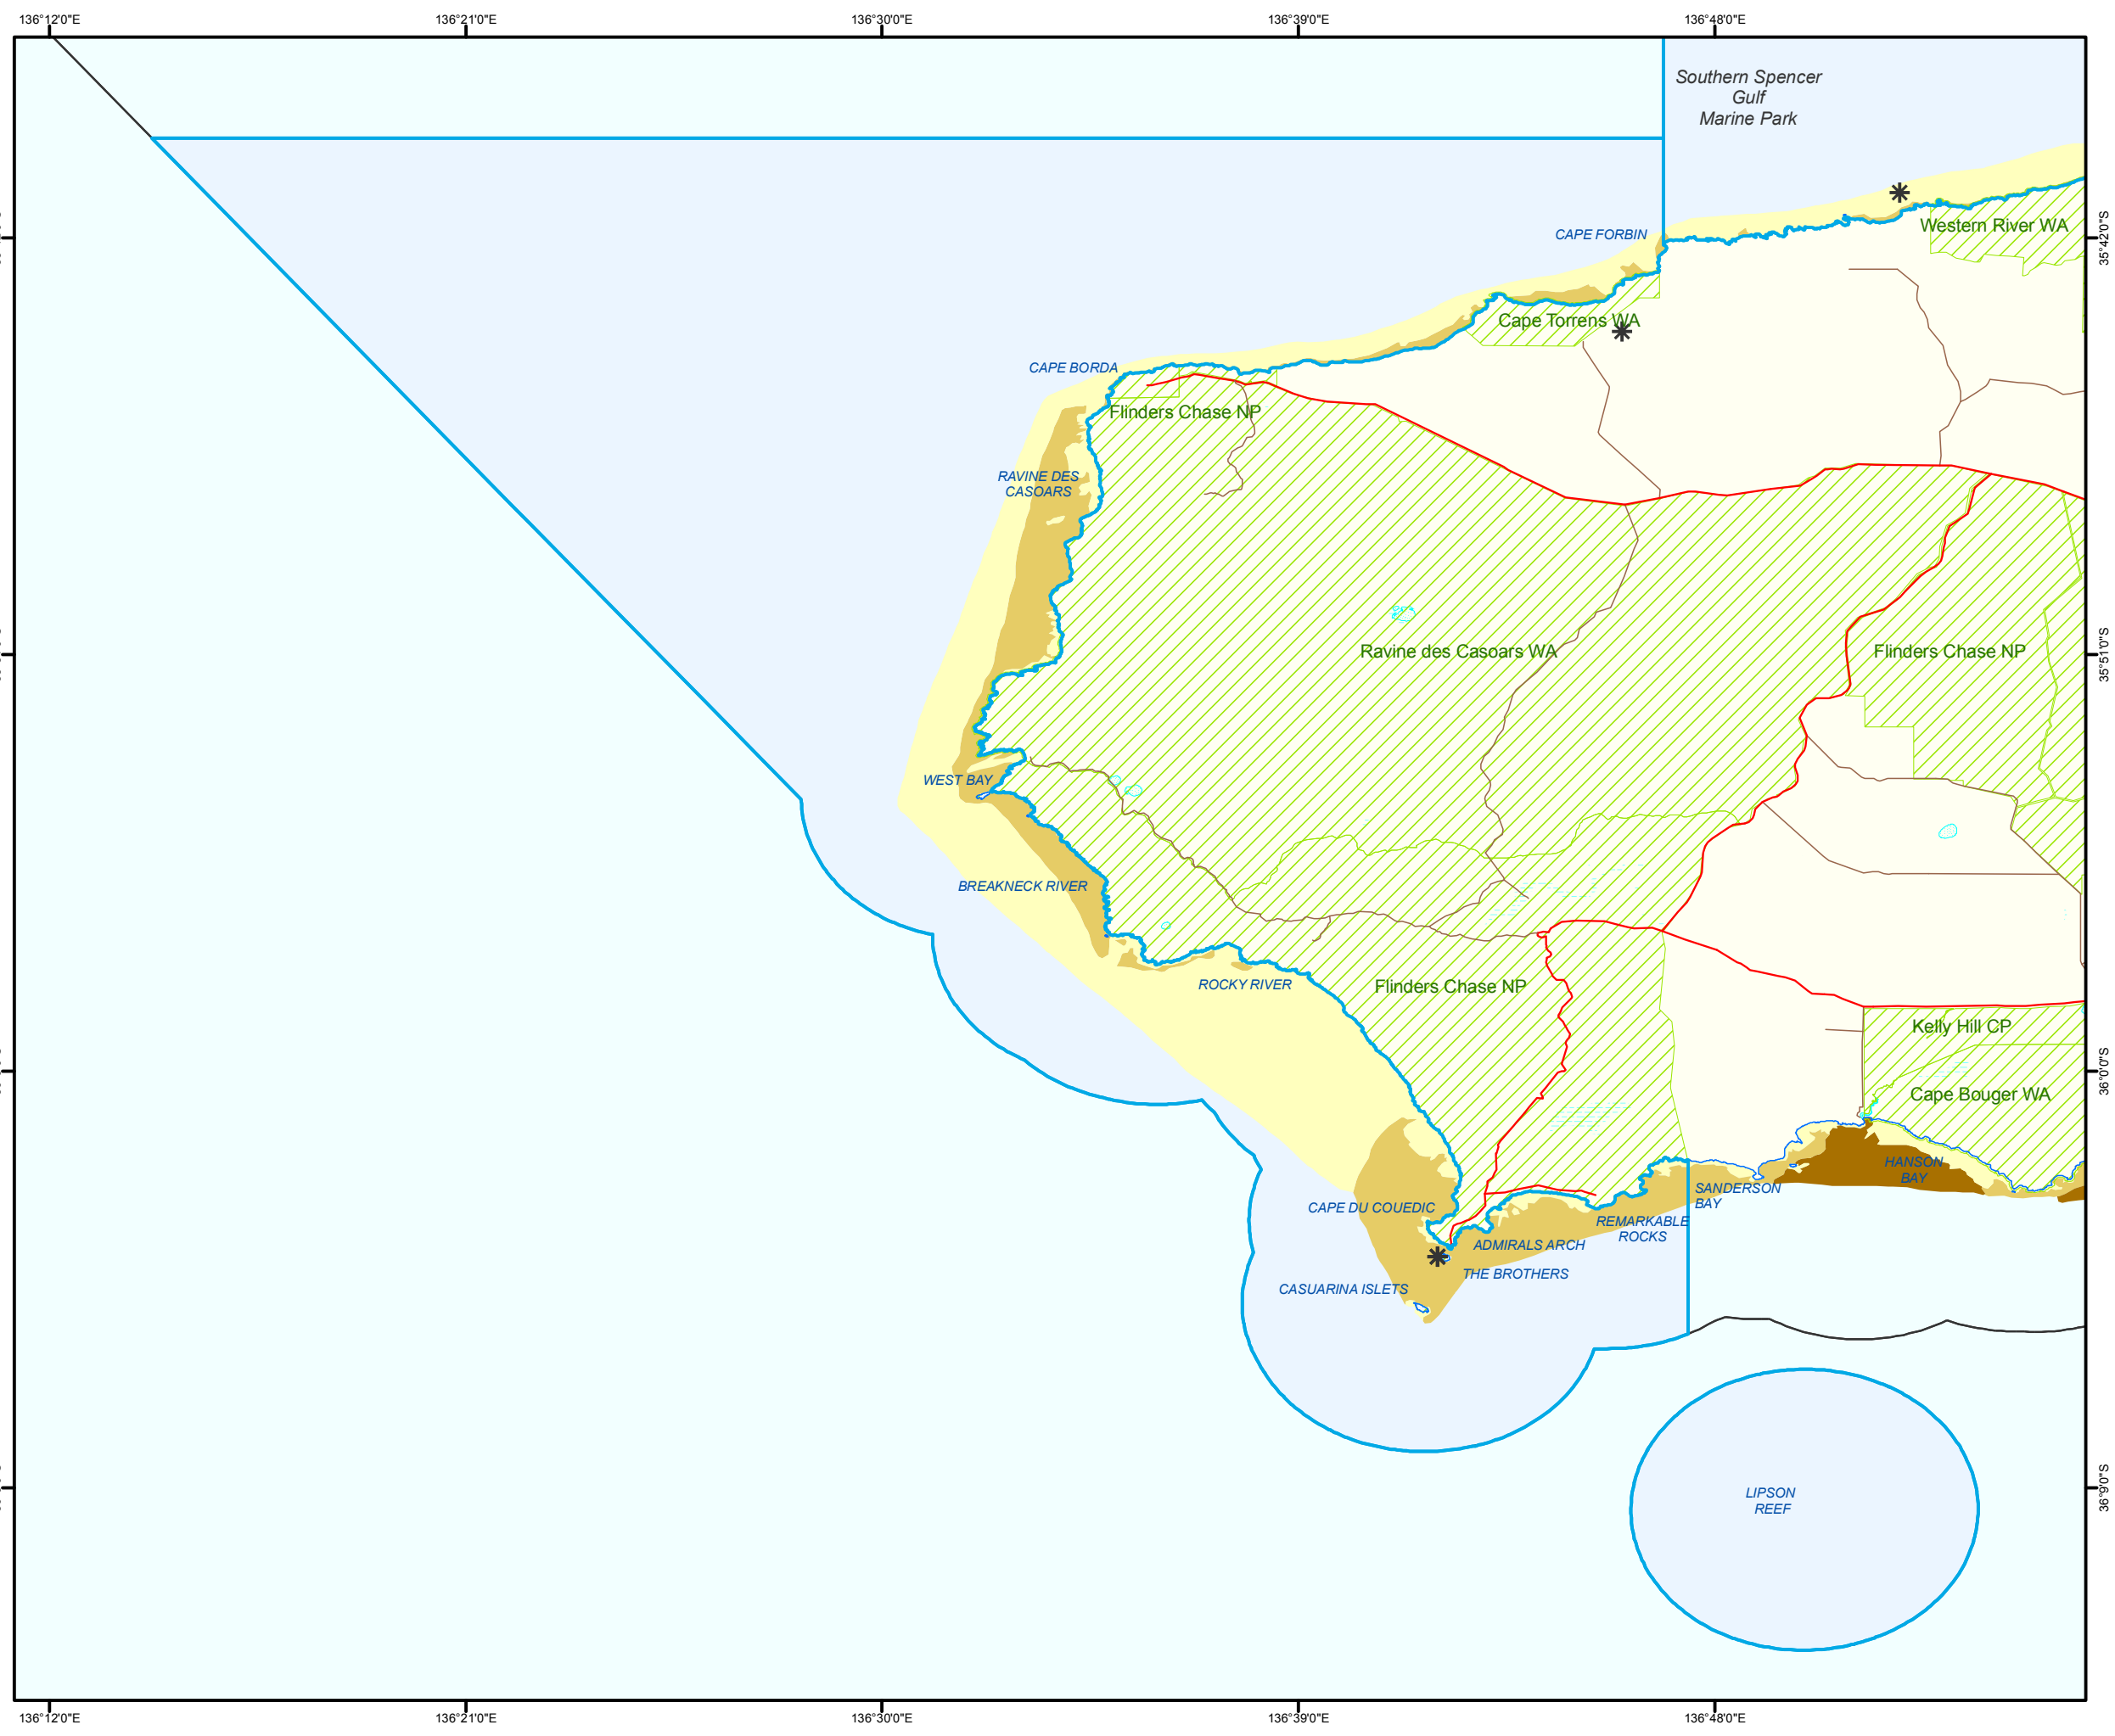 136°12'0"E
136°21'0"E
136°30'0"E
136°39'0"E
136°48'0"E
Southern Spencer
Gulf
Marine Park
CAPE FORBIN
Western River WA
35°42'0"S
Cape Torrens WA
CAPE BORDA
Flinders Chase NP
RAVINE DES
CASOARS
Ravine des Casoars WA
Flinders Chase NP
35°51'0"S
WEST BAY
BREAKNECK RIVER
ROCKY RIVER
Flinders Chase NP
Kelly Hill CP
36°0'0"S
Cape Bouger WA
HANSON
BAY
SANDERSON
BAY
CAPE DU COUEDIC
REMARKABLE
ROCKS
ADMIRALS ARCH
THE BROTHERS
CASUARINA ISLETS
LIPSON
REEF
36°9'0"S
136°12'0"E
136°21'0"E
136°30'0"E
136°39'0"E
136°48'0"E